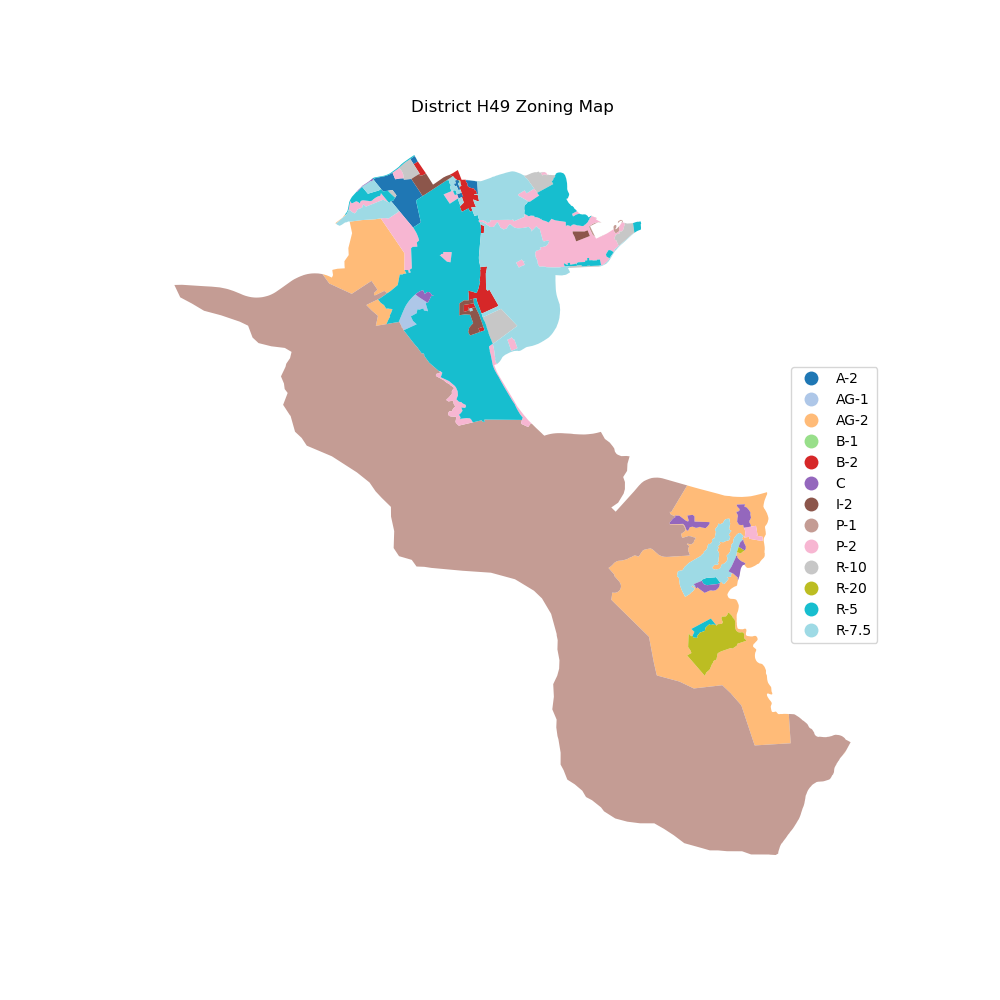 District H49 Zoning Map
A-2
AG-1
AG-2
B-1
B-2
C
I-2
P-1
P-2
R-10
R-20
R-5
R-7.5